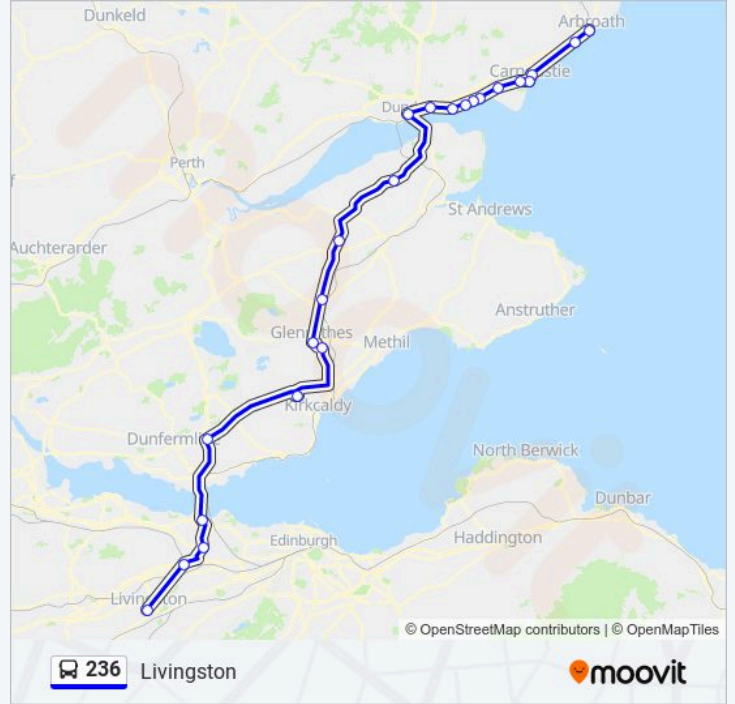 Dunkeld
Arbroath
Carnoustie
Dundee
Perth
St Andrews
Auchterarder
Anstruther
Glenrothes
Methil
Kirkcaldy
Dunfermline
North Berwick
Dunbar
Edinburgh
Haddington
Livingston
© OpenStreetMap contributors | © OpenMapTiles
236 Livingston
moovit